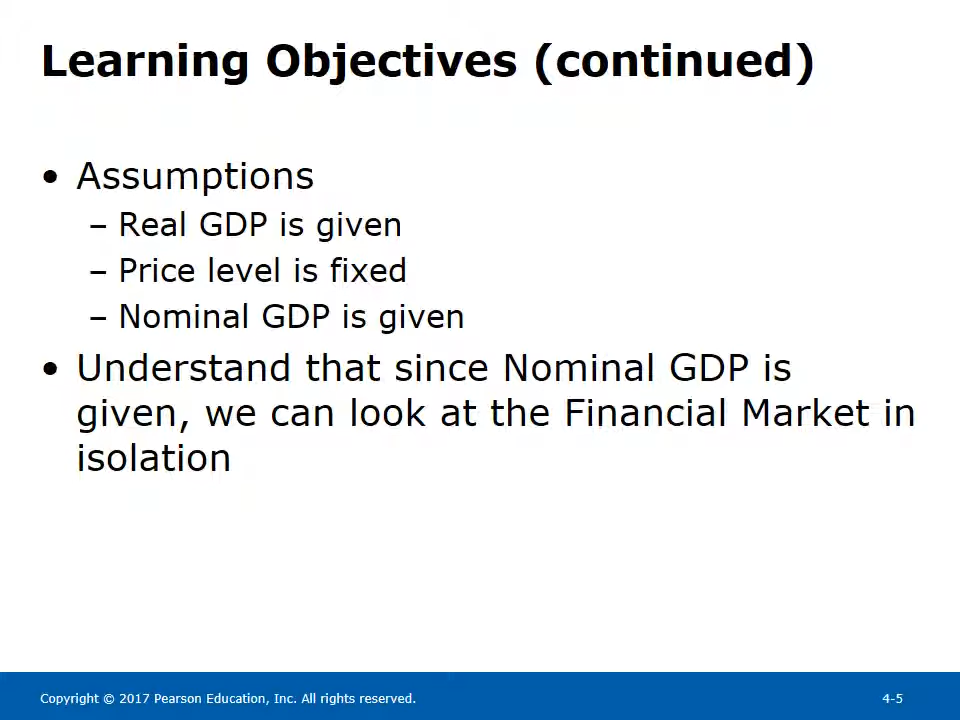 Learning Objectives (continued)
• Assumptions
– Real GDP is given
– Price level is fixed
– Nominal GDP is given
• Understand that since Nominal GDP is
given, we can look at the Financial Market in
isolation
Copyright © 2017 Pearson Education, Inc. All rights reserved.
4-5